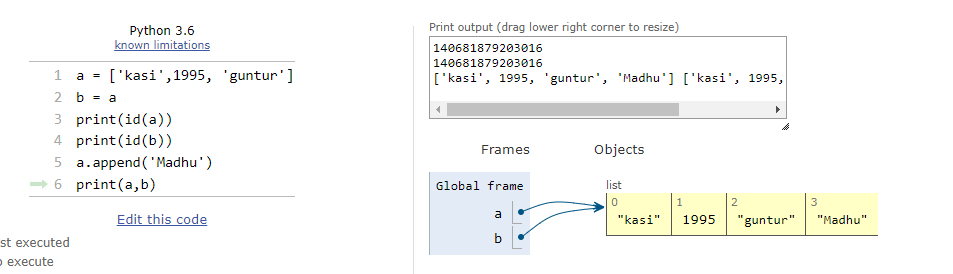 Python 3.6
known limitations
1 a = ['kasi',1995, 'guntur']
2 b = a
3 print(id(a))
4 print(id(b))
5 a.append('Madhu')
6 print(a,b)
Edit this code
st executed
o execute
Print output (drag lower right corner to resize)
140681879203016
140681879203016
['kasi', 1995, 'guntur', 'Madhu'] ['kasi', 1995,
Frames Objects
Global frame
a
b
list
0 1 2 3
"kasi" 1995 "guntur" "Madhu"